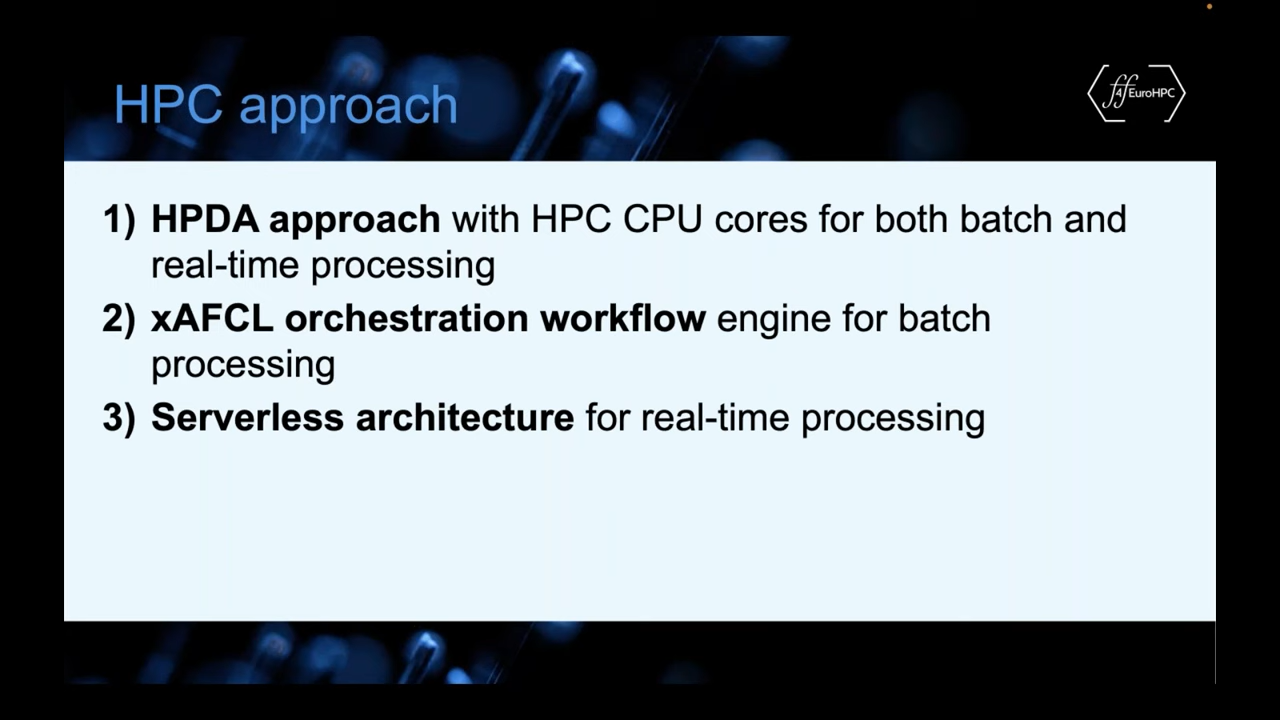 HPC approach
ff4EuroHPC
1) HPDA approach with HPC CPU cores for both batch and
real-time processing
2) xAFCL orchestration workflow engine for batch
processing
3) Serverless architecture for real-time processing